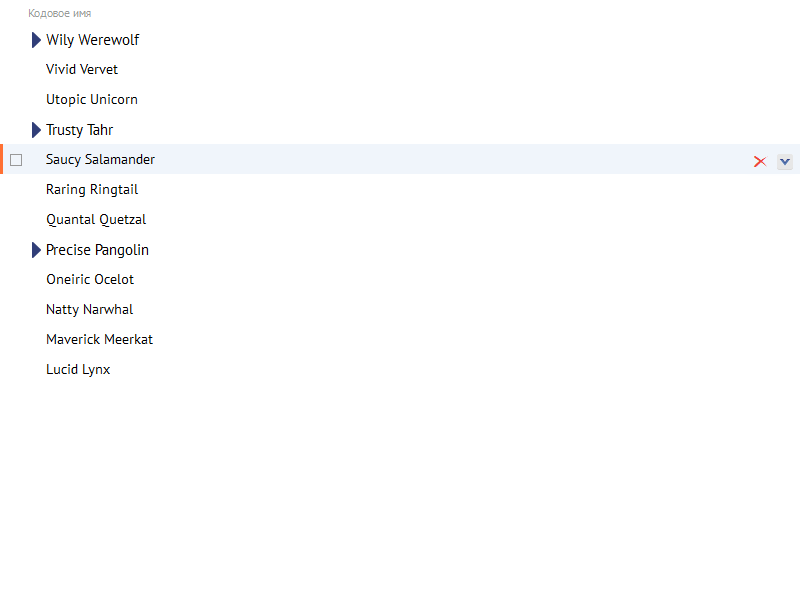 Кодовое имя
Wily Werewolf
Vivid Vervet
Utopic Unicorn
Trusty Tahr
Saucy Salamander
Raring Ringtail
Quantal Quetzal
Precise Pangolin
Oneiric Ocelot
Natty Narwhal
Maverick Meerkat
Lucid Lynx